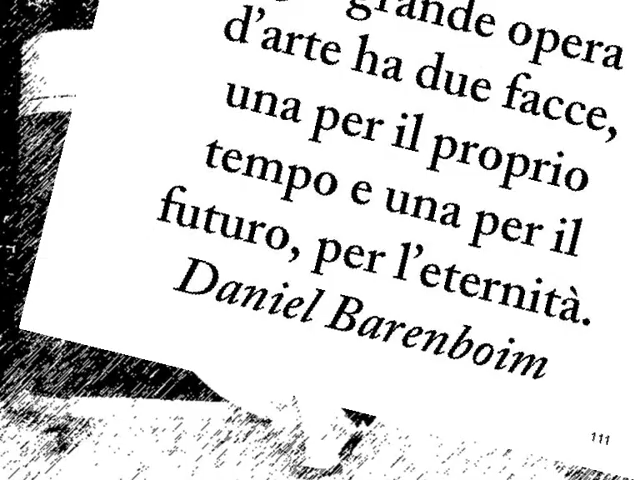 grande opera
d'arte ha due facce,
una per il proprio
tempo e una per il
futuro, per l'eternità.
Daniel Barenboim
111